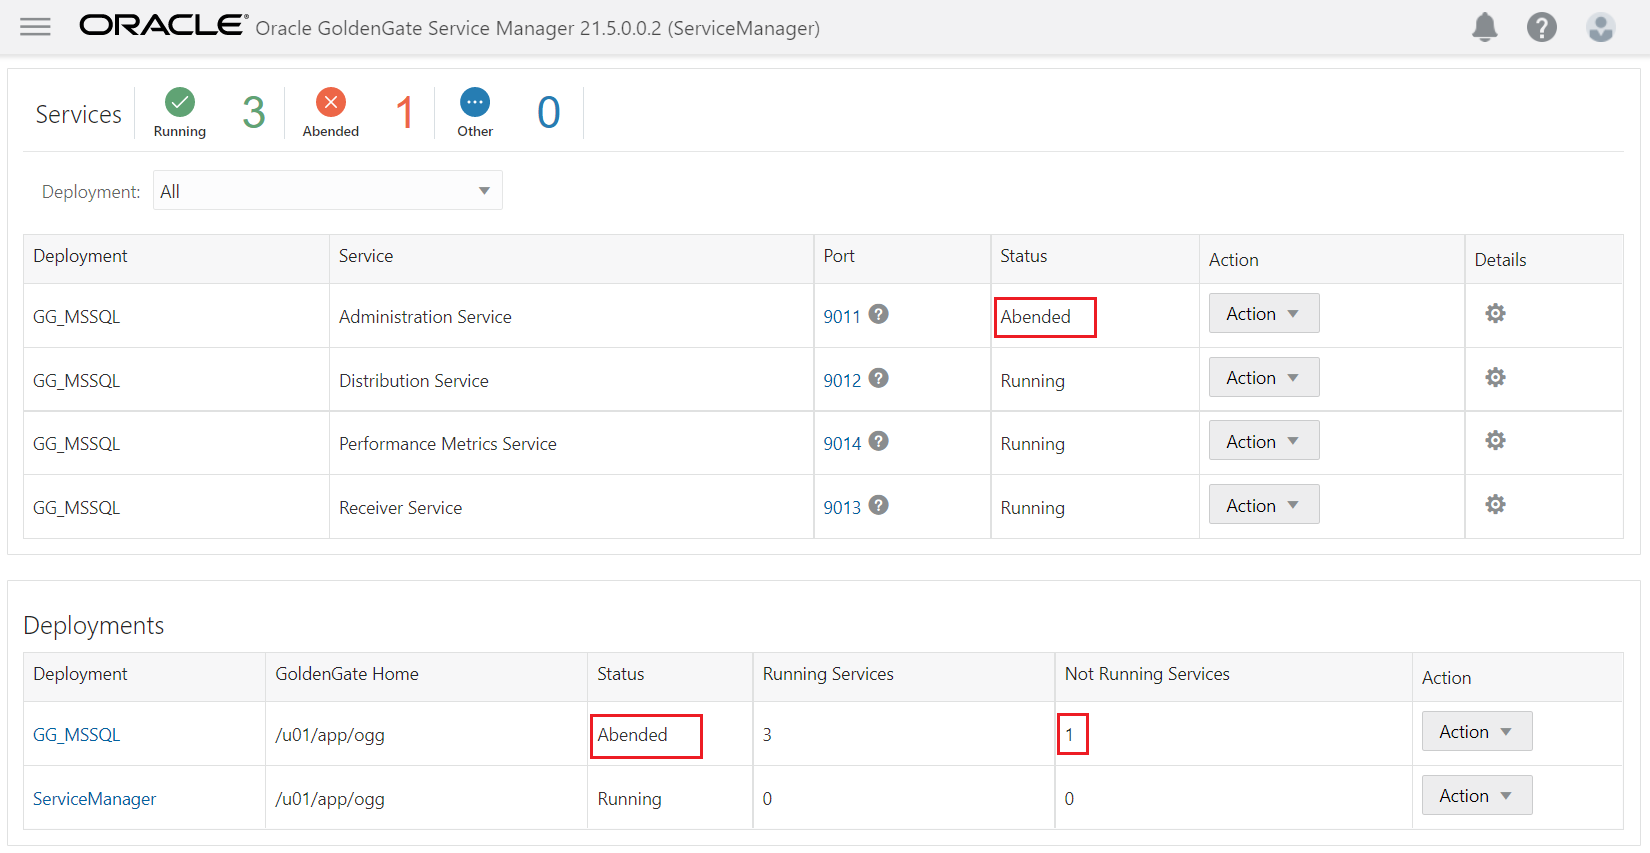 ORACLE® Oracle GoldenGate Service Manager 21.5.0.0.2 (ServiceManager)
Services Running 3 Abended 1 Other 0
Deployment: All
Deployment Service Port Status Action Details
GG_MSSQL Administration Service 9011 Abended Action
GG_MSSQL Distribution Service 9012 Running Action
GG_MSSQL Performance Metrics Service 9014 Running Action
GG_MSSQL Receiver Service 9013 Running Action
Deployments
Deployment GoldenGate Home Status Running Services Not Running Services Action
GG_MSSQL /u01/app/ogg Abended 3 1 Action
ServiceManager /u01/app/ogg Running 0 0 Action